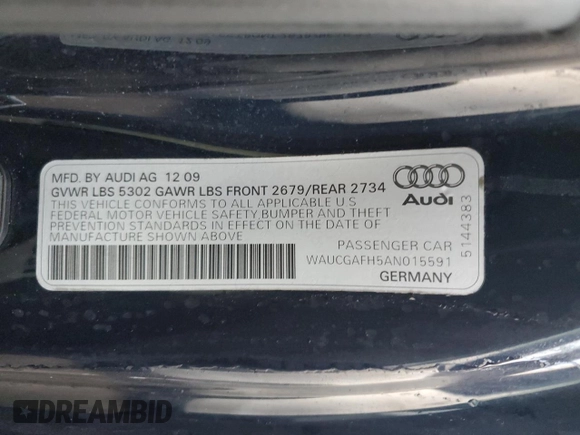 MFD. BY AUDI AG 12 09
GVWR LBS 5302 GAWR LBS FRONT 2679/REAR 2734
THIS VEHICLE CONFORMS TO ALL APPLICABLE U S
FEDERAL MOTOR VEHICLE SAFETY,BUMPER AND THEFT
PREVENTION STANDARDS IN EFFECT ON THE DATE OF
MANUFACTURE SHOWN ABOVE.
PASSENGER CAR
WAUCGAFH5AN015591
GERMANY
Audi
5144383
DREAMBID